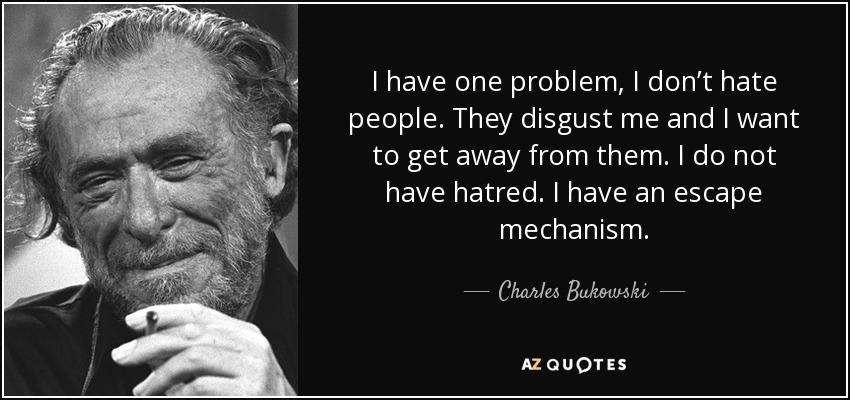 I have one problem, I don’t hate
people. They disgust me and I want
to get away from them. I do not
have hatred. I have an escape
mechanism.
Charles Bukowski
AZ QUOTES